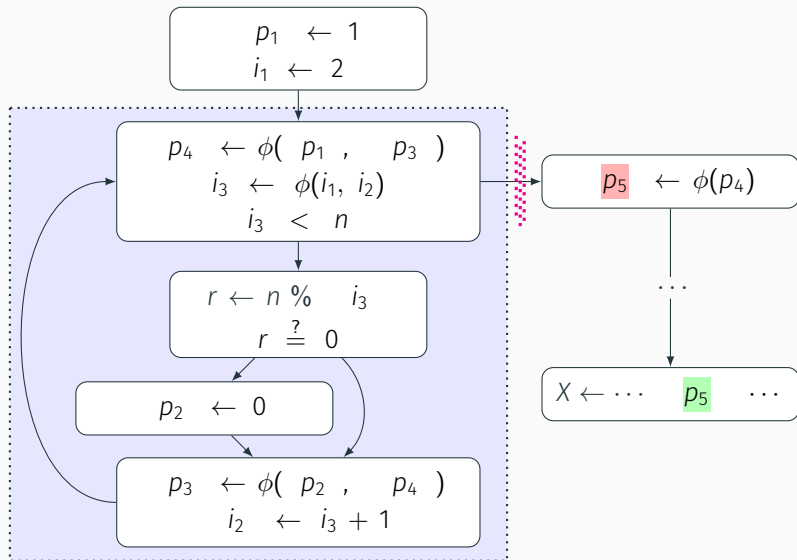 p₁ ← 1
i₁ ← 2
p₄ ← ϕ( p₁ , p₃ )
i₃ ← ϕ(i₁, i₂)
i₃ < n
p₅ ← ϕ(p₄)
r ← n % i₃
r ≟ 0
⋯
p₂ ← 0
X ← ⋯ p₅ ⋯
p₃ ← ϕ( p₂ , p₄ )
i₂ ← i₃ + 1